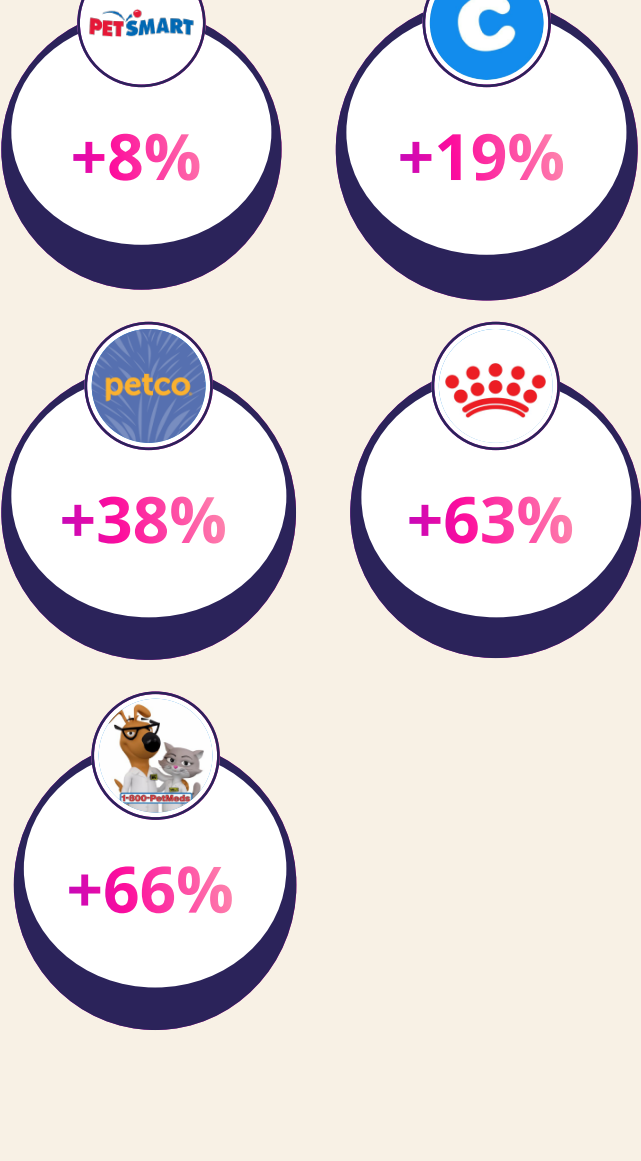 PETSMART
C
+8%
+19%
petco
+38%
+63%
1-800-PetMeds
+66%